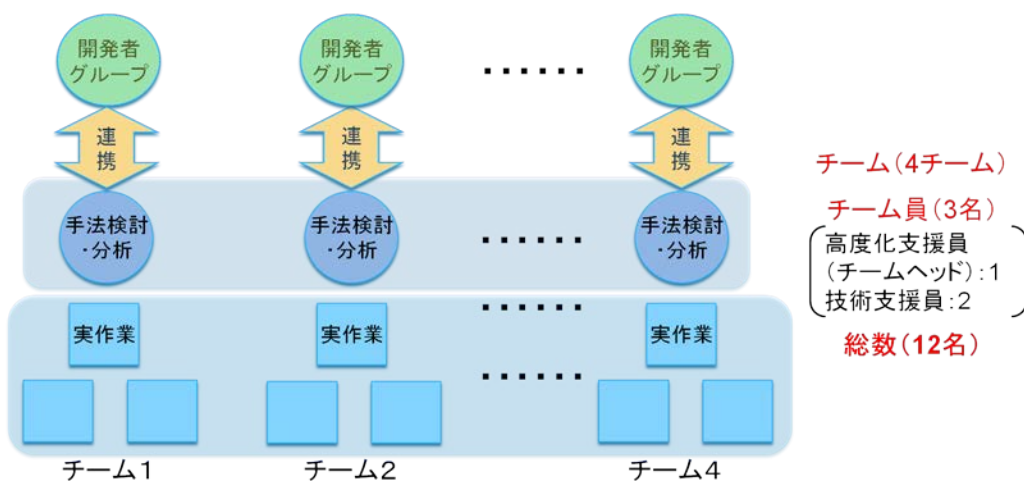 開発者
グループ
開発者
グループ
・・・・・・
開発者
グループ
連
携
連
携
連
携
手法検討
・分析
手法検討
・分析
・・・・・・
手法検討
・分析
・・・・・・
実作業
実作業
実作業
・・・・・・
チーム1
チーム2
チーム4
チーム(4チーム)
チーム員(3名)
高度化支援員
(チームヘッド):1
技術支援員:2
総数(12名)